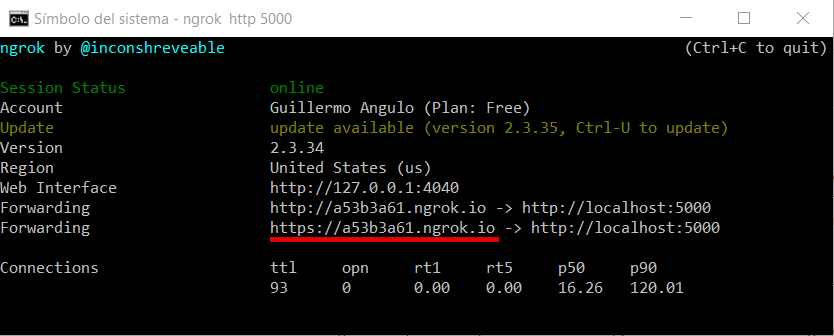 Símbolo del sistema - ngrok  http 5000
ngrok by @inconshreveable (Ctrl+C to quit)
Session Status online
Account Guillermo Angulo (Plan: Free)
Update update available (version 2.3.35, Ctrl-U to update)
Version 2.3.34
Region United States (us)
Web Interface http://127.0.0.1:4040
Forwarding http://a53b3a61.ngrok.io -> http://localhost:5000
Forwarding https://a53b3a61.ngrok.io -> http://localhost:5000
Connections ttl opn rt1 rt5 p50 p90
93 0 0.00 0.00 16.26 120.01